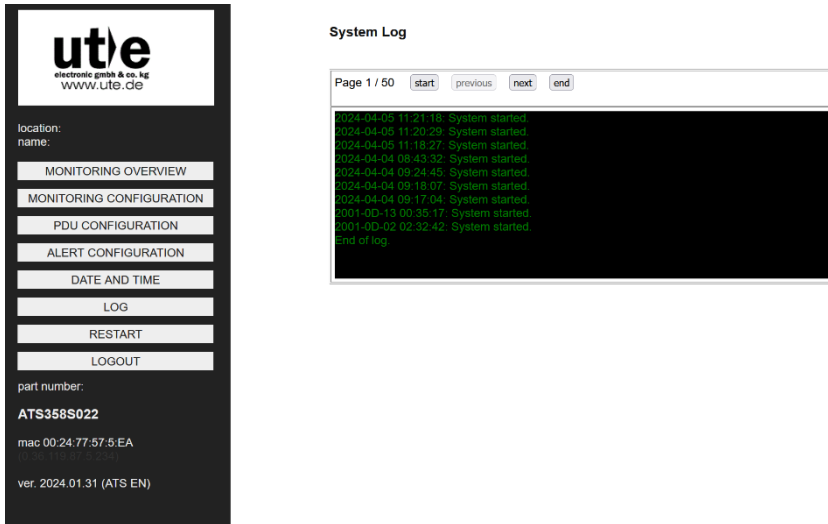 ut e
electronic gmbh & co. kg
www.ute.de
location:
name:
MONITORING OVERVIEW
MONITORING CONFIGURATION
PDU CONFIGURATION
ALERT CONFIGURATION
DATE AND TIME
LOG
RESTART
LOGOUT
part number:
ATS358S022
mac 00:24:77:57:5:EA
(0.36.119.87.5.234)
ver. 2024.01.31 (ATS EN)
System Log
Page 1 / 50 start previous next end
2024-04-05 11:21:18: System started.
2024-04-05 11:20:29: System started.
2024-04-05 11:18:27: System started.
2024-04-04 08:43:32: System started.
2024-04-04 09:24:45: System started.
2024-04-04 09:18:07: System started.
2024-04-04 09:17:04: System started.
2001-0D-13 00:35:17: System started.
2001-0D-02 02:32:42: System started.
End of log.